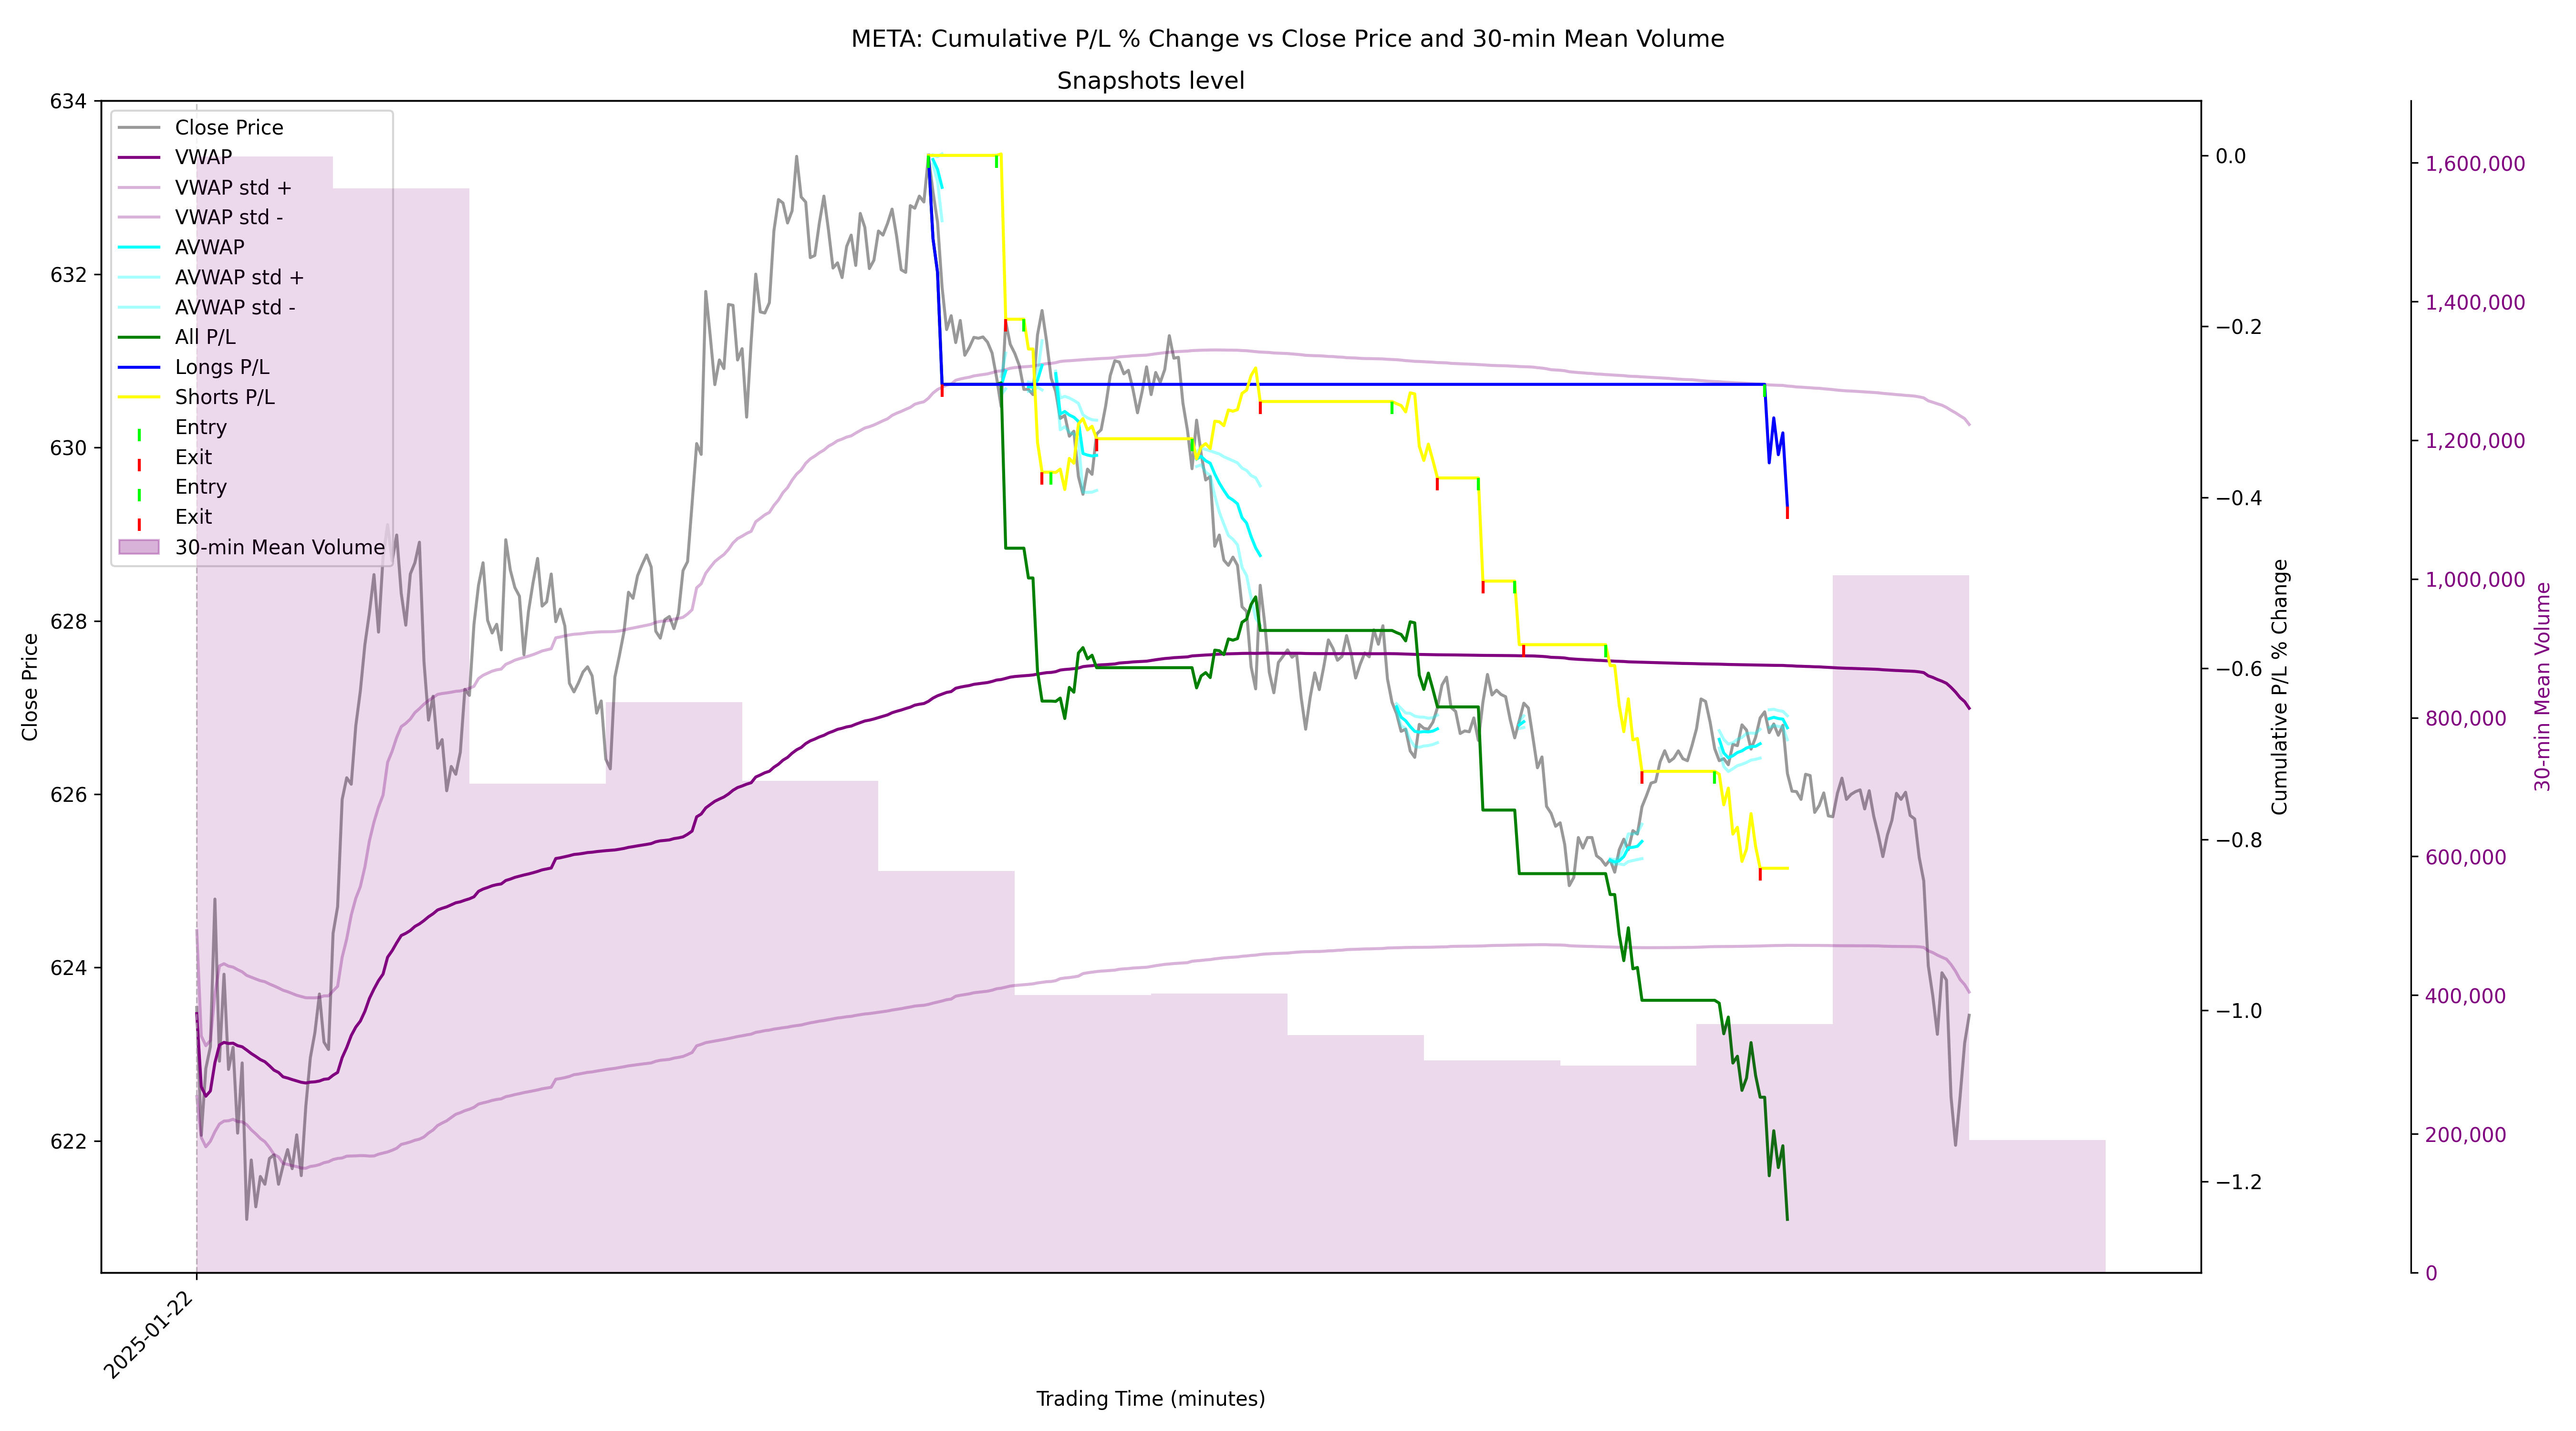 META: Cumulative P/L % Change vs Close Price and 30-min Mean Volume
Snapshots level
Close Price
VWAP
VWAP std +
VWAP std -
AVWAP
AVWAP std +
AVWAP std -
All P/L
Longs P/L
Shorts P/L
Entry
Exit
Entry
Exit
30-min Mean Volume
634
632
630
628
626
624
622
Close Price
0.0
−0.2
−0.4
−0.6
−0.8
−1.0
−1.2
Cumulative P/L % Change
1,600,000
1,400,000
1,200,000
1,000,000
800,000
600,000
400,000
200,000
0
30-min Mean Volume
2025-01-22
Trading Time (minutes)